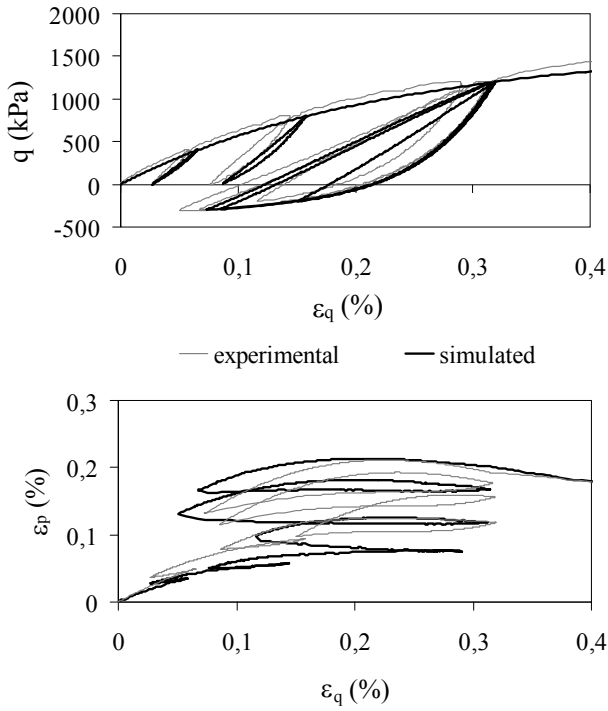 2000
1500
1000
500
0
-500
q (kPa)
0 0,1 0,2 0,3 0,4
εq (%)
experimental simulated
0,3
0,2
0,1
0
εp (%)
0 0,1 0,2 0,3 0,4
εq (%)